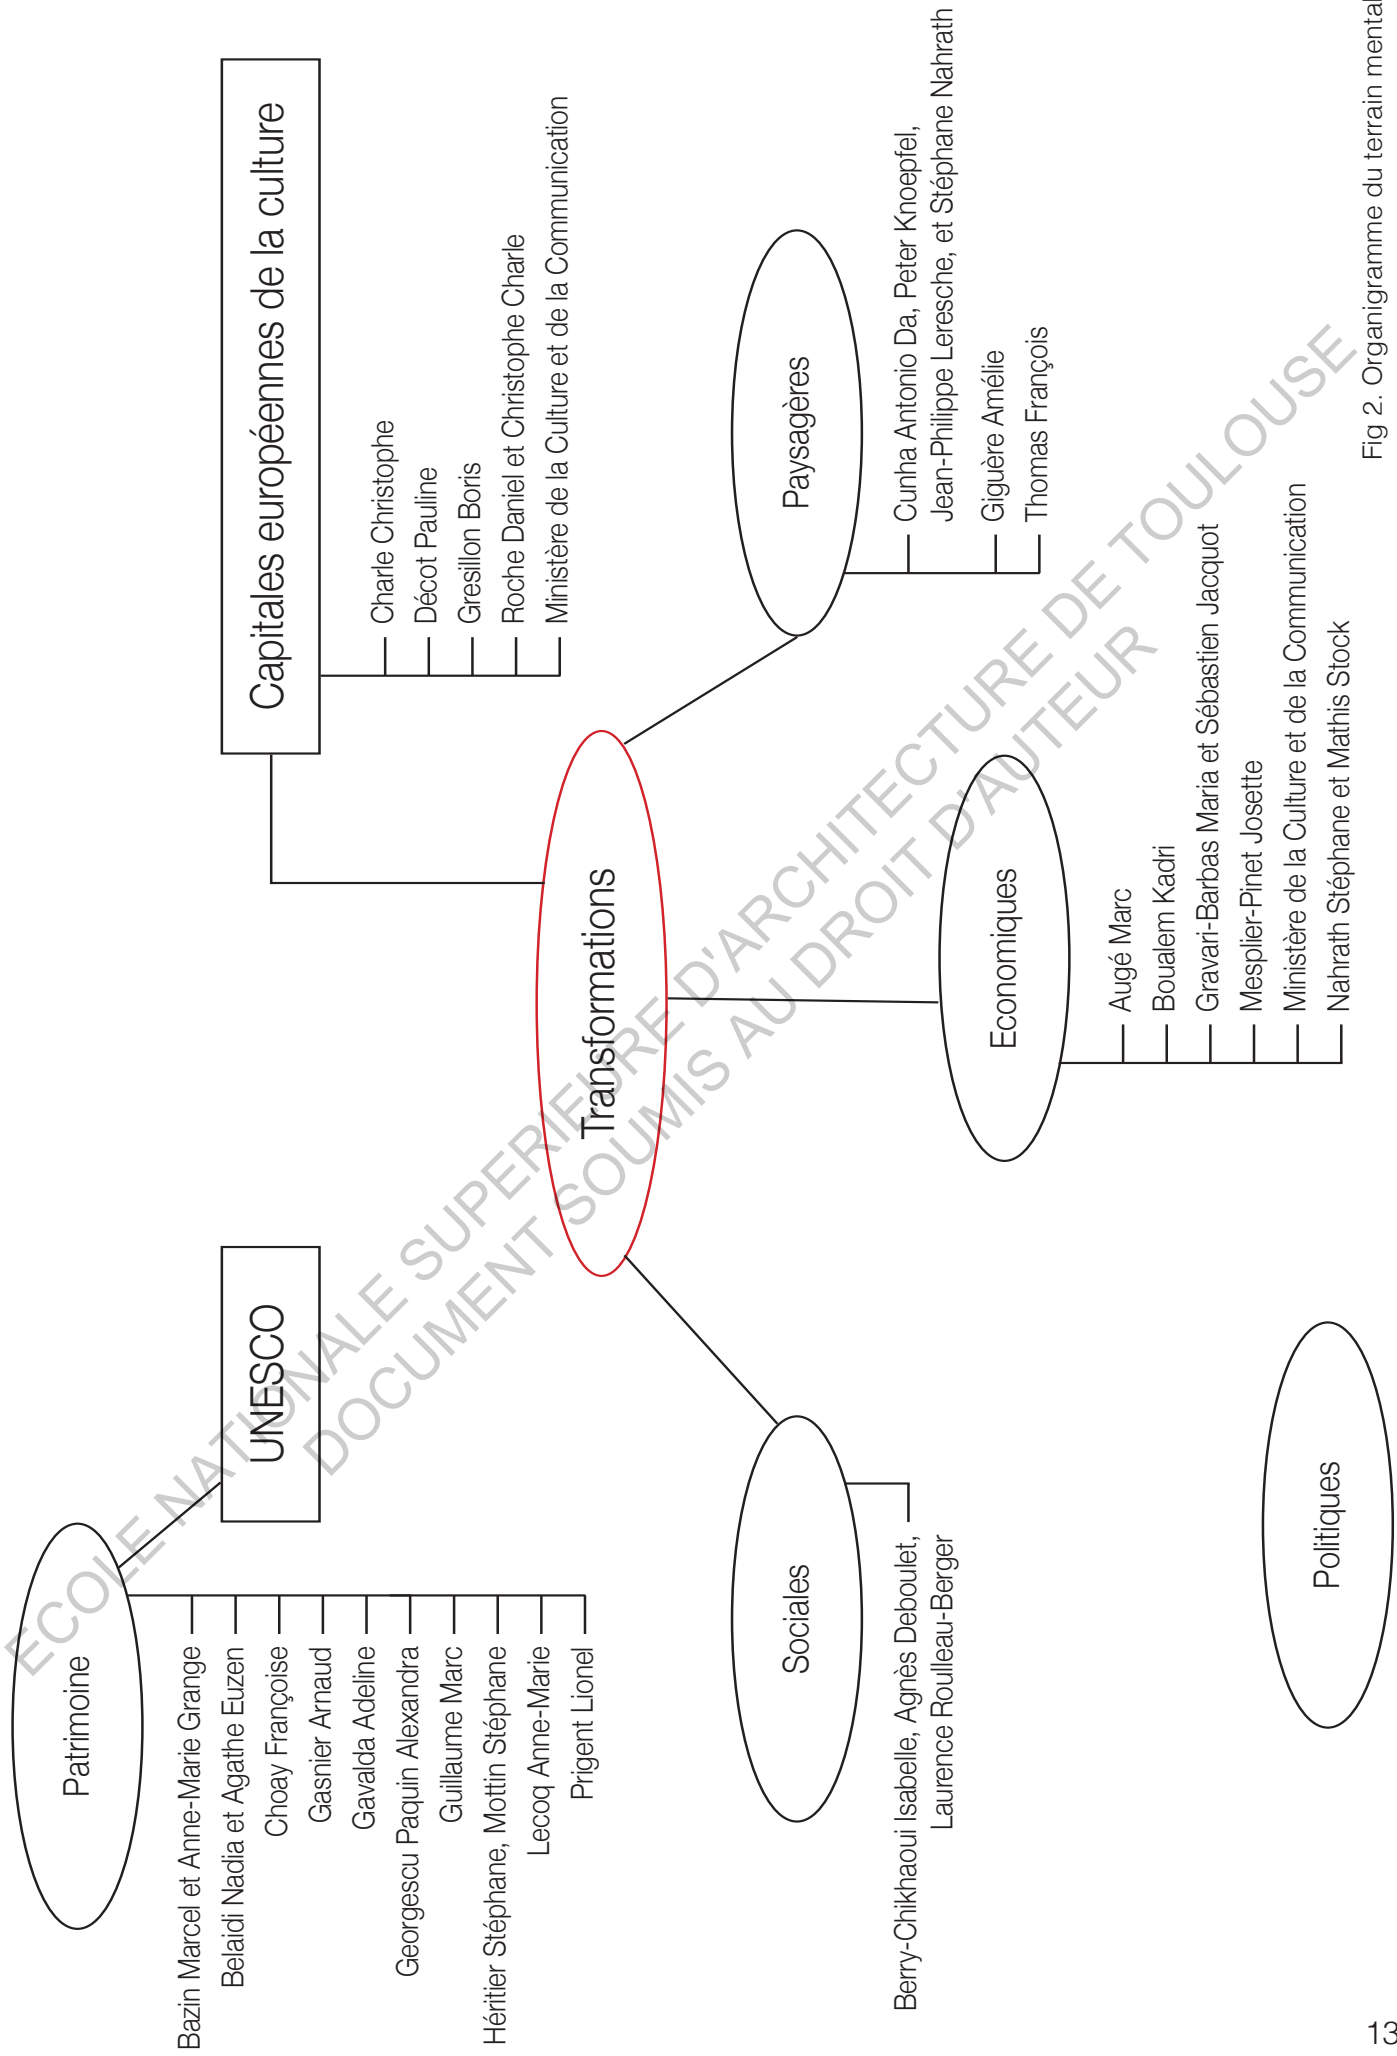 Patrimoine
Bazin Marcel et Anne-Marie Grange
Belaidi Nadia et Agathe Euzen
Choay Françoise
Gasnier Arnaud
Gavalda Adeline
Georgescu Paquin Alexandra
Guillaume Marc
Héritier Stéphane, Mottin Stéphane
Lecoq Anne-Marie
Prigent Lionel
UNESCO
Capitales européennes de la culture
Charle Christophe
Décot Pauline
Gresillon Boris
Roche Daniel et Christophe Charle
Ministère de la Culture et de la Communication
Transformations
Sociales
Berry-Chikhaoui Isabelle, Agnès Deboulet,
Laurence Roulleau-Berger
Economiques
Augé Marc
Boualem Kadri
Gravari-Barbas Maria et Sébastien Jacquot
Mesplier-Pinet Josette
Ministère de la Culture et de la Communication
Nahrath Stéphane et Mathis Stock
Paysagères
Cunha Antonio Da, Peter Knoepfel,
Jean-Philippe Leresche, et Stéphane Nahrath
Giguère Amélie
Thomas François
Politiques
Fig 2. Organigramme du terrain mental
13
ECOLE NATIONALE SUPERIEURE D'ARCHITECTURE DE TOULOUSE
DOCUMENT SOUMIS AU DROIT D'AUTEUR